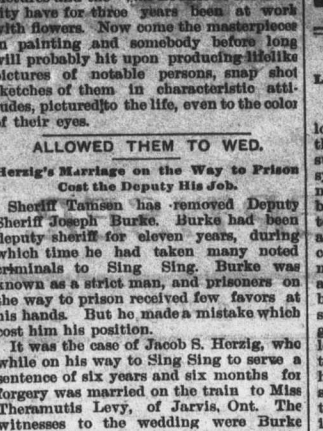 ity have for three years been at work
with flowers. Now come the masterpieces
n painting and somebody before long
will probably hit upon producing lifelike
pictures of notable persons, snap shot
sketches of them in characteristic atti-
udes, pictured to the life, even to the color
of their eyes.
ALLOWED THEM TO WED.
Herzig's Marriage on the Way to Prison
Cost the Deputy His Job.
Sheriff Tamsen has removed Deputy
Sheriff Joseph Burke. Burke had been
deputy sheriff for eleven years, during
which time he had taken many noted
criminals to Sing Sing. Burke was
known as a strict man, and prisoners on
the way to prison received few favors at
his hands. But he made a mistake which
cost him his position.
It was the case of Jacob S. Herzig, who
while on his way to Sing Sing to serve a
sentence of six years and six months for
forgery was married on the train to Miss
Theramutis Levy, of Jarvis, Ont. The
witnesses to the wedding were Burke